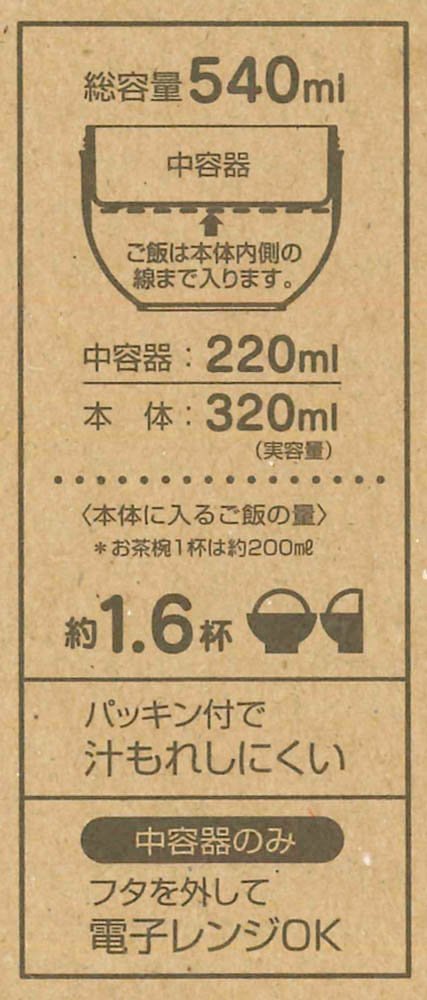 総容量540ml
中容器
ご飯は本体内側の
線まで入ります。
中容器：220ml
本　体：320ml
（実容量）
〈本体に入るご飯の量〉
＊お茶椀1杯は約200㎖
約1.6杯
パッキン付で
汁もれしにくい
中容器のみ
フタを外して
電子レンジOK